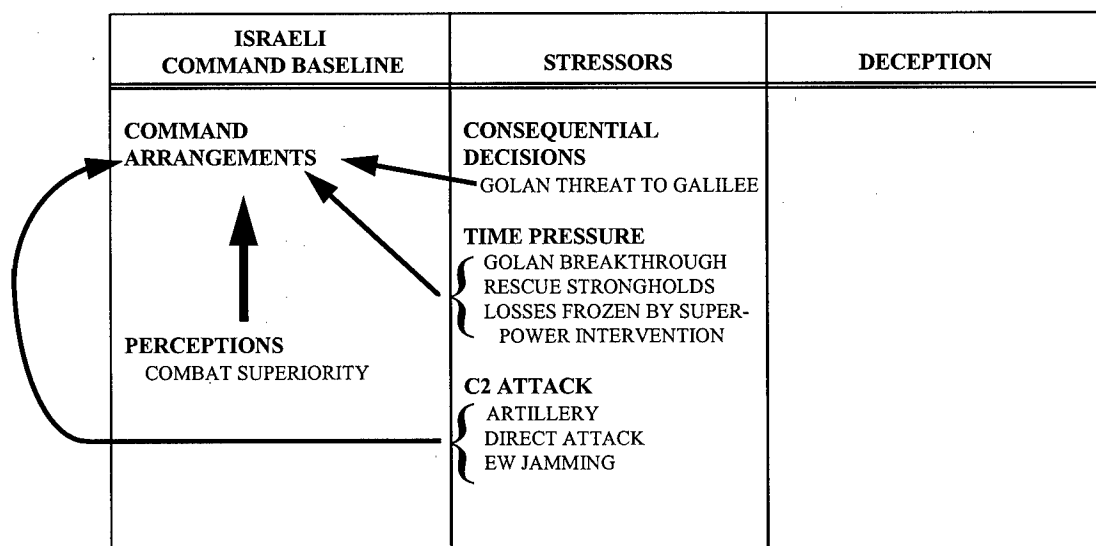 ISRAELI
COMMAND BASELINE
STRESSORS
DECEPTION
COMMAND
ARRANGEMENTS
PERCEPTIONS
COMBAT SUPERIORITY
CONSEQUENTIAL
DECISIONS
GOLAN THREAT TO GALILEE
TIME PRESSURE
GOLAN BREAKTHROUGH
RESCUE STRONGHOLDS
LOSSES FROZEN BY SUPER-
POWER INTERVENTION
C2 ATTACK
ARTILLERY
DIRECT ATTACK
EW JAMMING